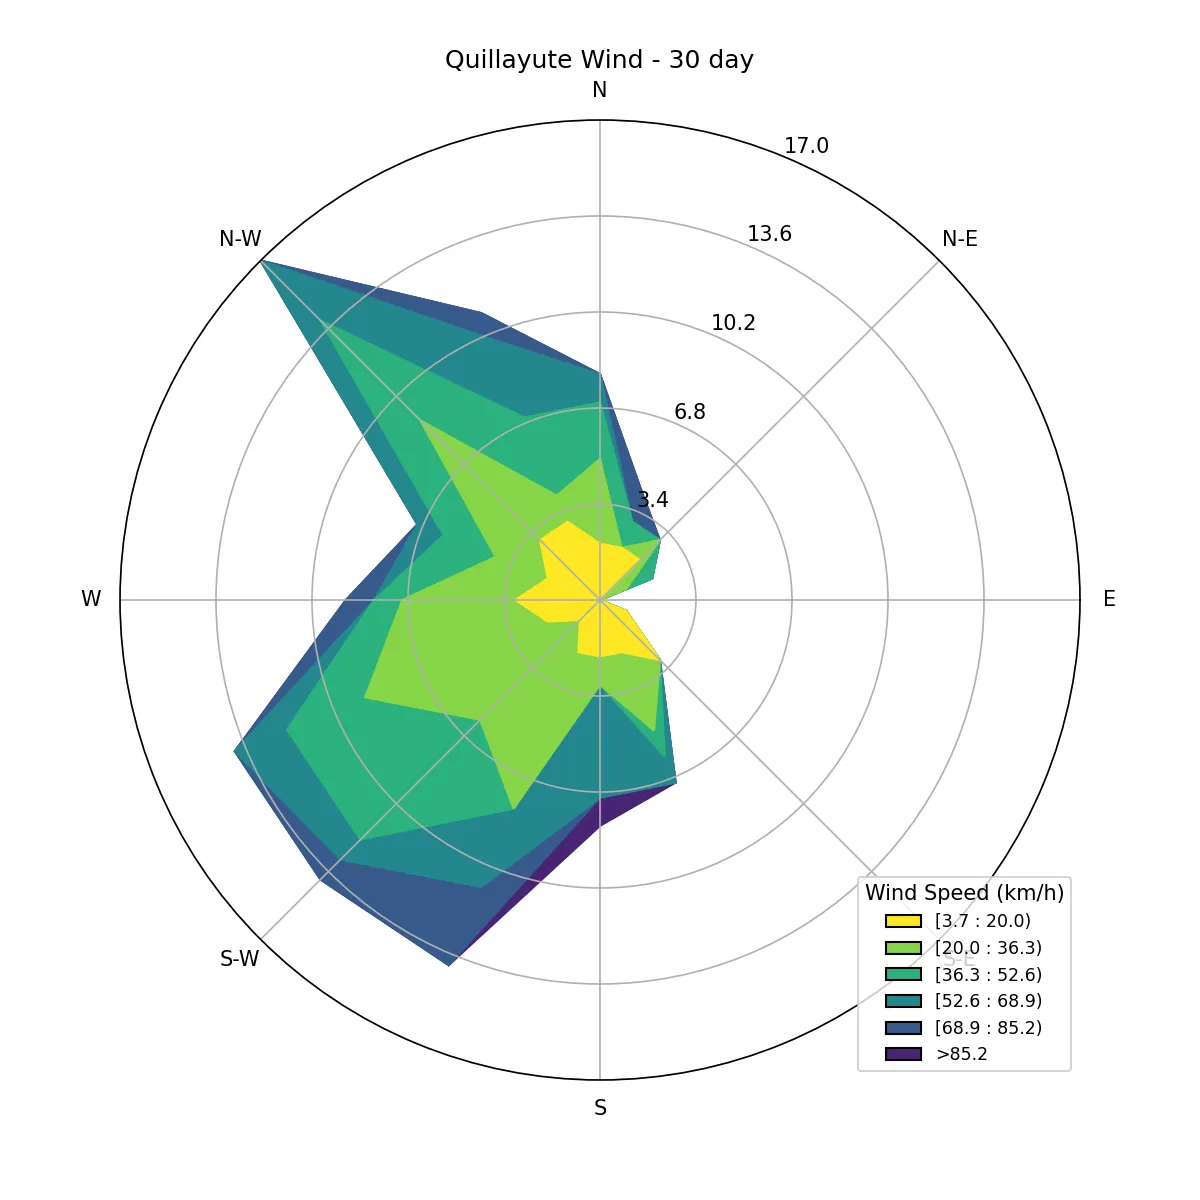 Quillayute Wind - 30 day
N
17.0
13.6
N-W
N-E
10.2
6.8
3.4
W
E
Wind Speed (km/h)
[3.7 : 20.0)
[20.0 : 36.3)
S-W
S-E
[36.3 : 52.6)
[52.6 : 68.9)
[68.9 : 85.2)
>85.2
S